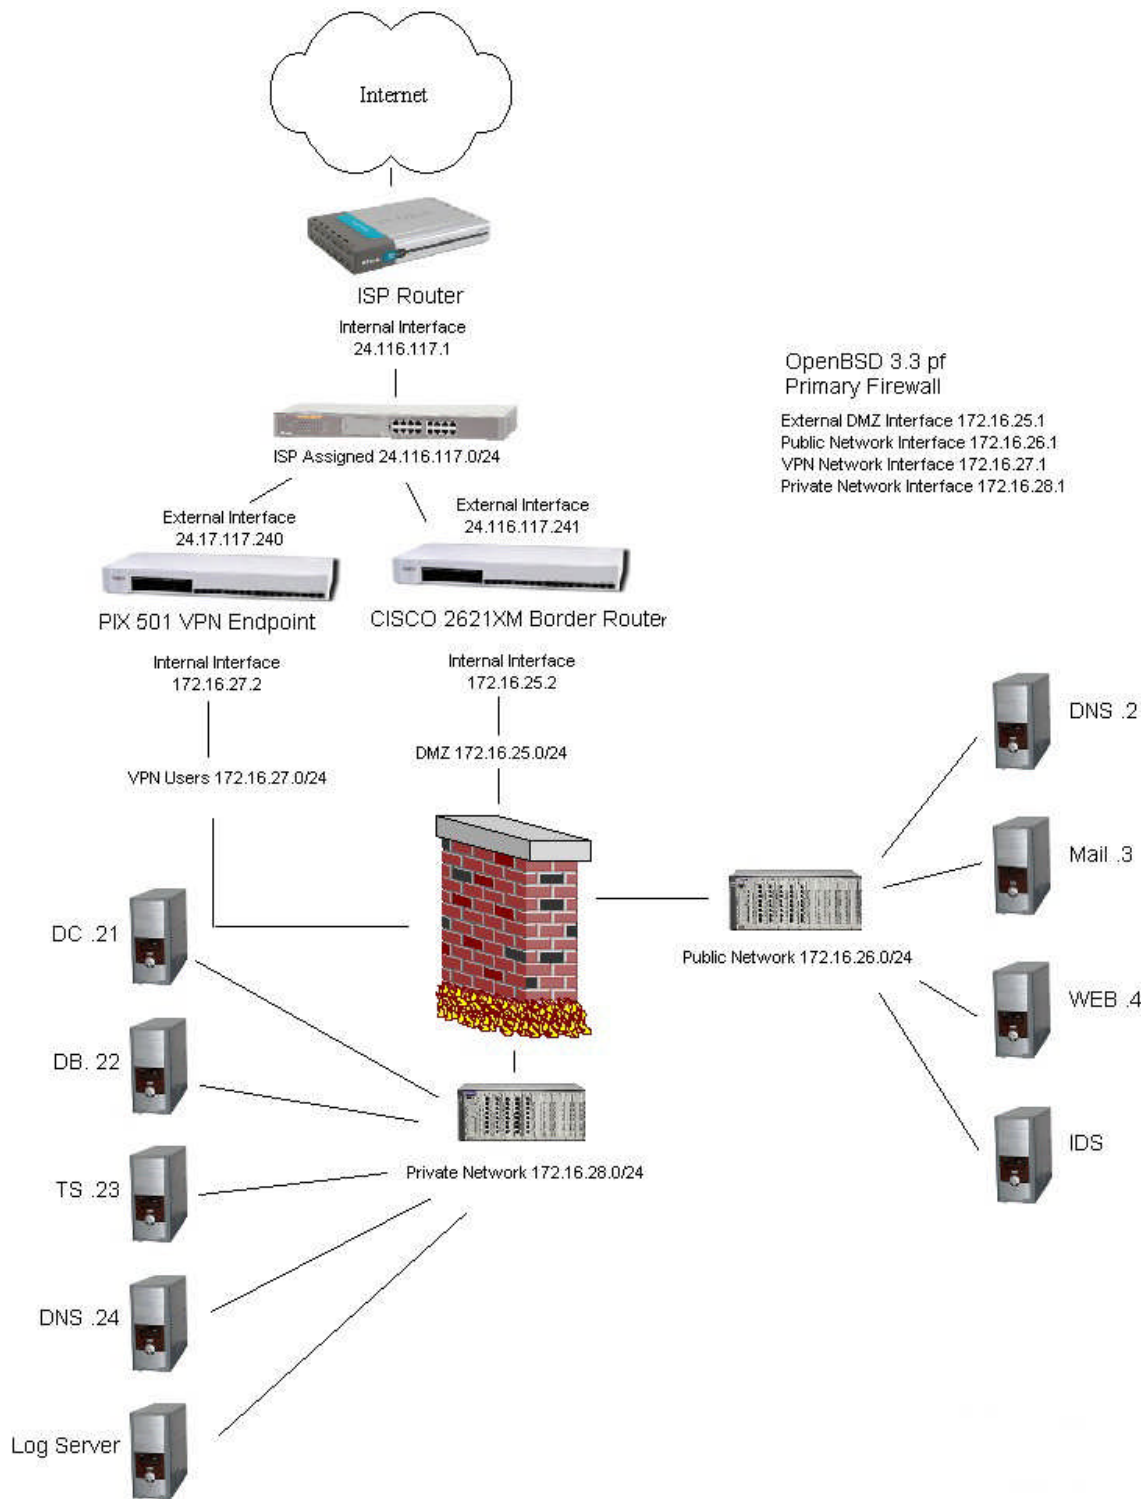 Internet
ISP Router
Internal Interface
24.116.117.1
OpenBSD 3.3 pf
Primary Firewall
External DMZ Interface 172.16.25.1
Public Network Interface 172.16.26.1
VPN Network Interface 172.16.27.1
Private Network Interface 172.16.28.1
ISP Assigned 24.116.117.0/24
External Interface
24.17.117.240
External Interface
24.116.117.241
PIX 501 VPN Endpoint
CISCO 2621XM Border Router
Internal Interface
172.16.27.2
Internal Interface
172.16.25.2
VPN Users 172.16.27.0/24
DMZ 172.16.25.0/24
DNS .2
Mail .3
Public Network 172.16.26.0/24
WEB .4
IDS
DC .21
DB. 22
Private Network 172.16.28.0/24
TS .23
DNS .24
Log Server